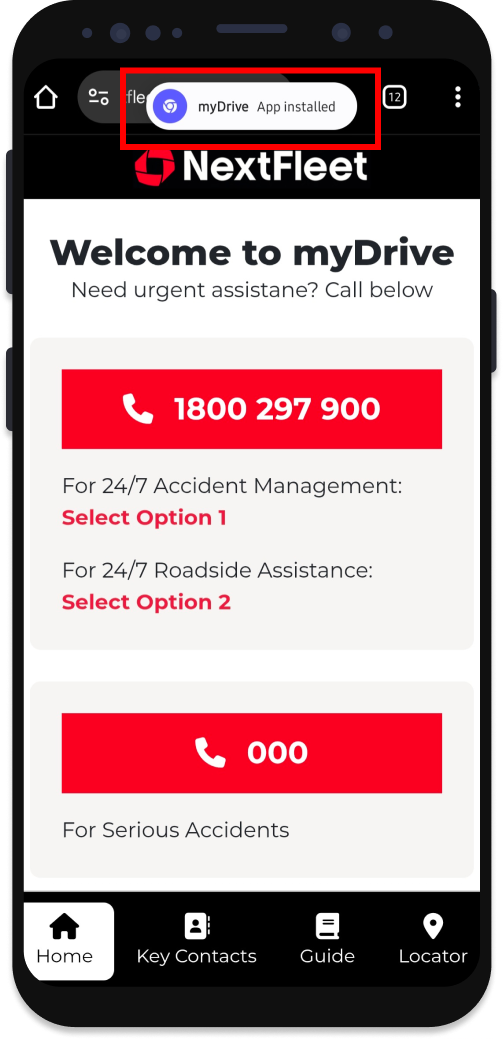 12
myDrive App installed
NextFleet
Welcome to myDrive
Need urgent assistane? Call below
1800 297 900
For 24/7 Accident Management:
Select Option 1
For 24/7 Roadside Assistance:
Select Option 2
000
For Serious Accidents
Home
Key Contacts
Guide
Locator